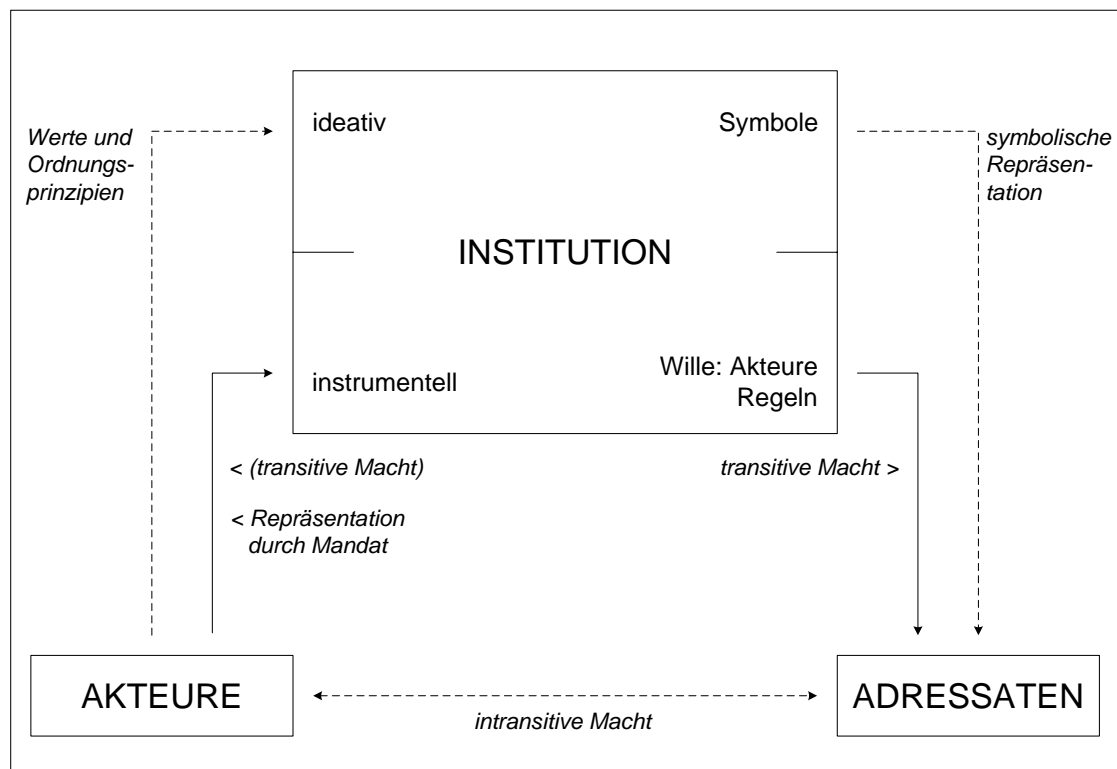 ideativ
Symbole
Werte und
Ordnungs-
prinzipien
symbolische
Repräsen-
tation
INSTITUTION
instrumentell
Wille: Akteure
Regeln
< (transitive Macht)
transitive Macht >
< Repräsentation
durch Mandat
AKTEURE
ADRESSATEN
intransitive Macht